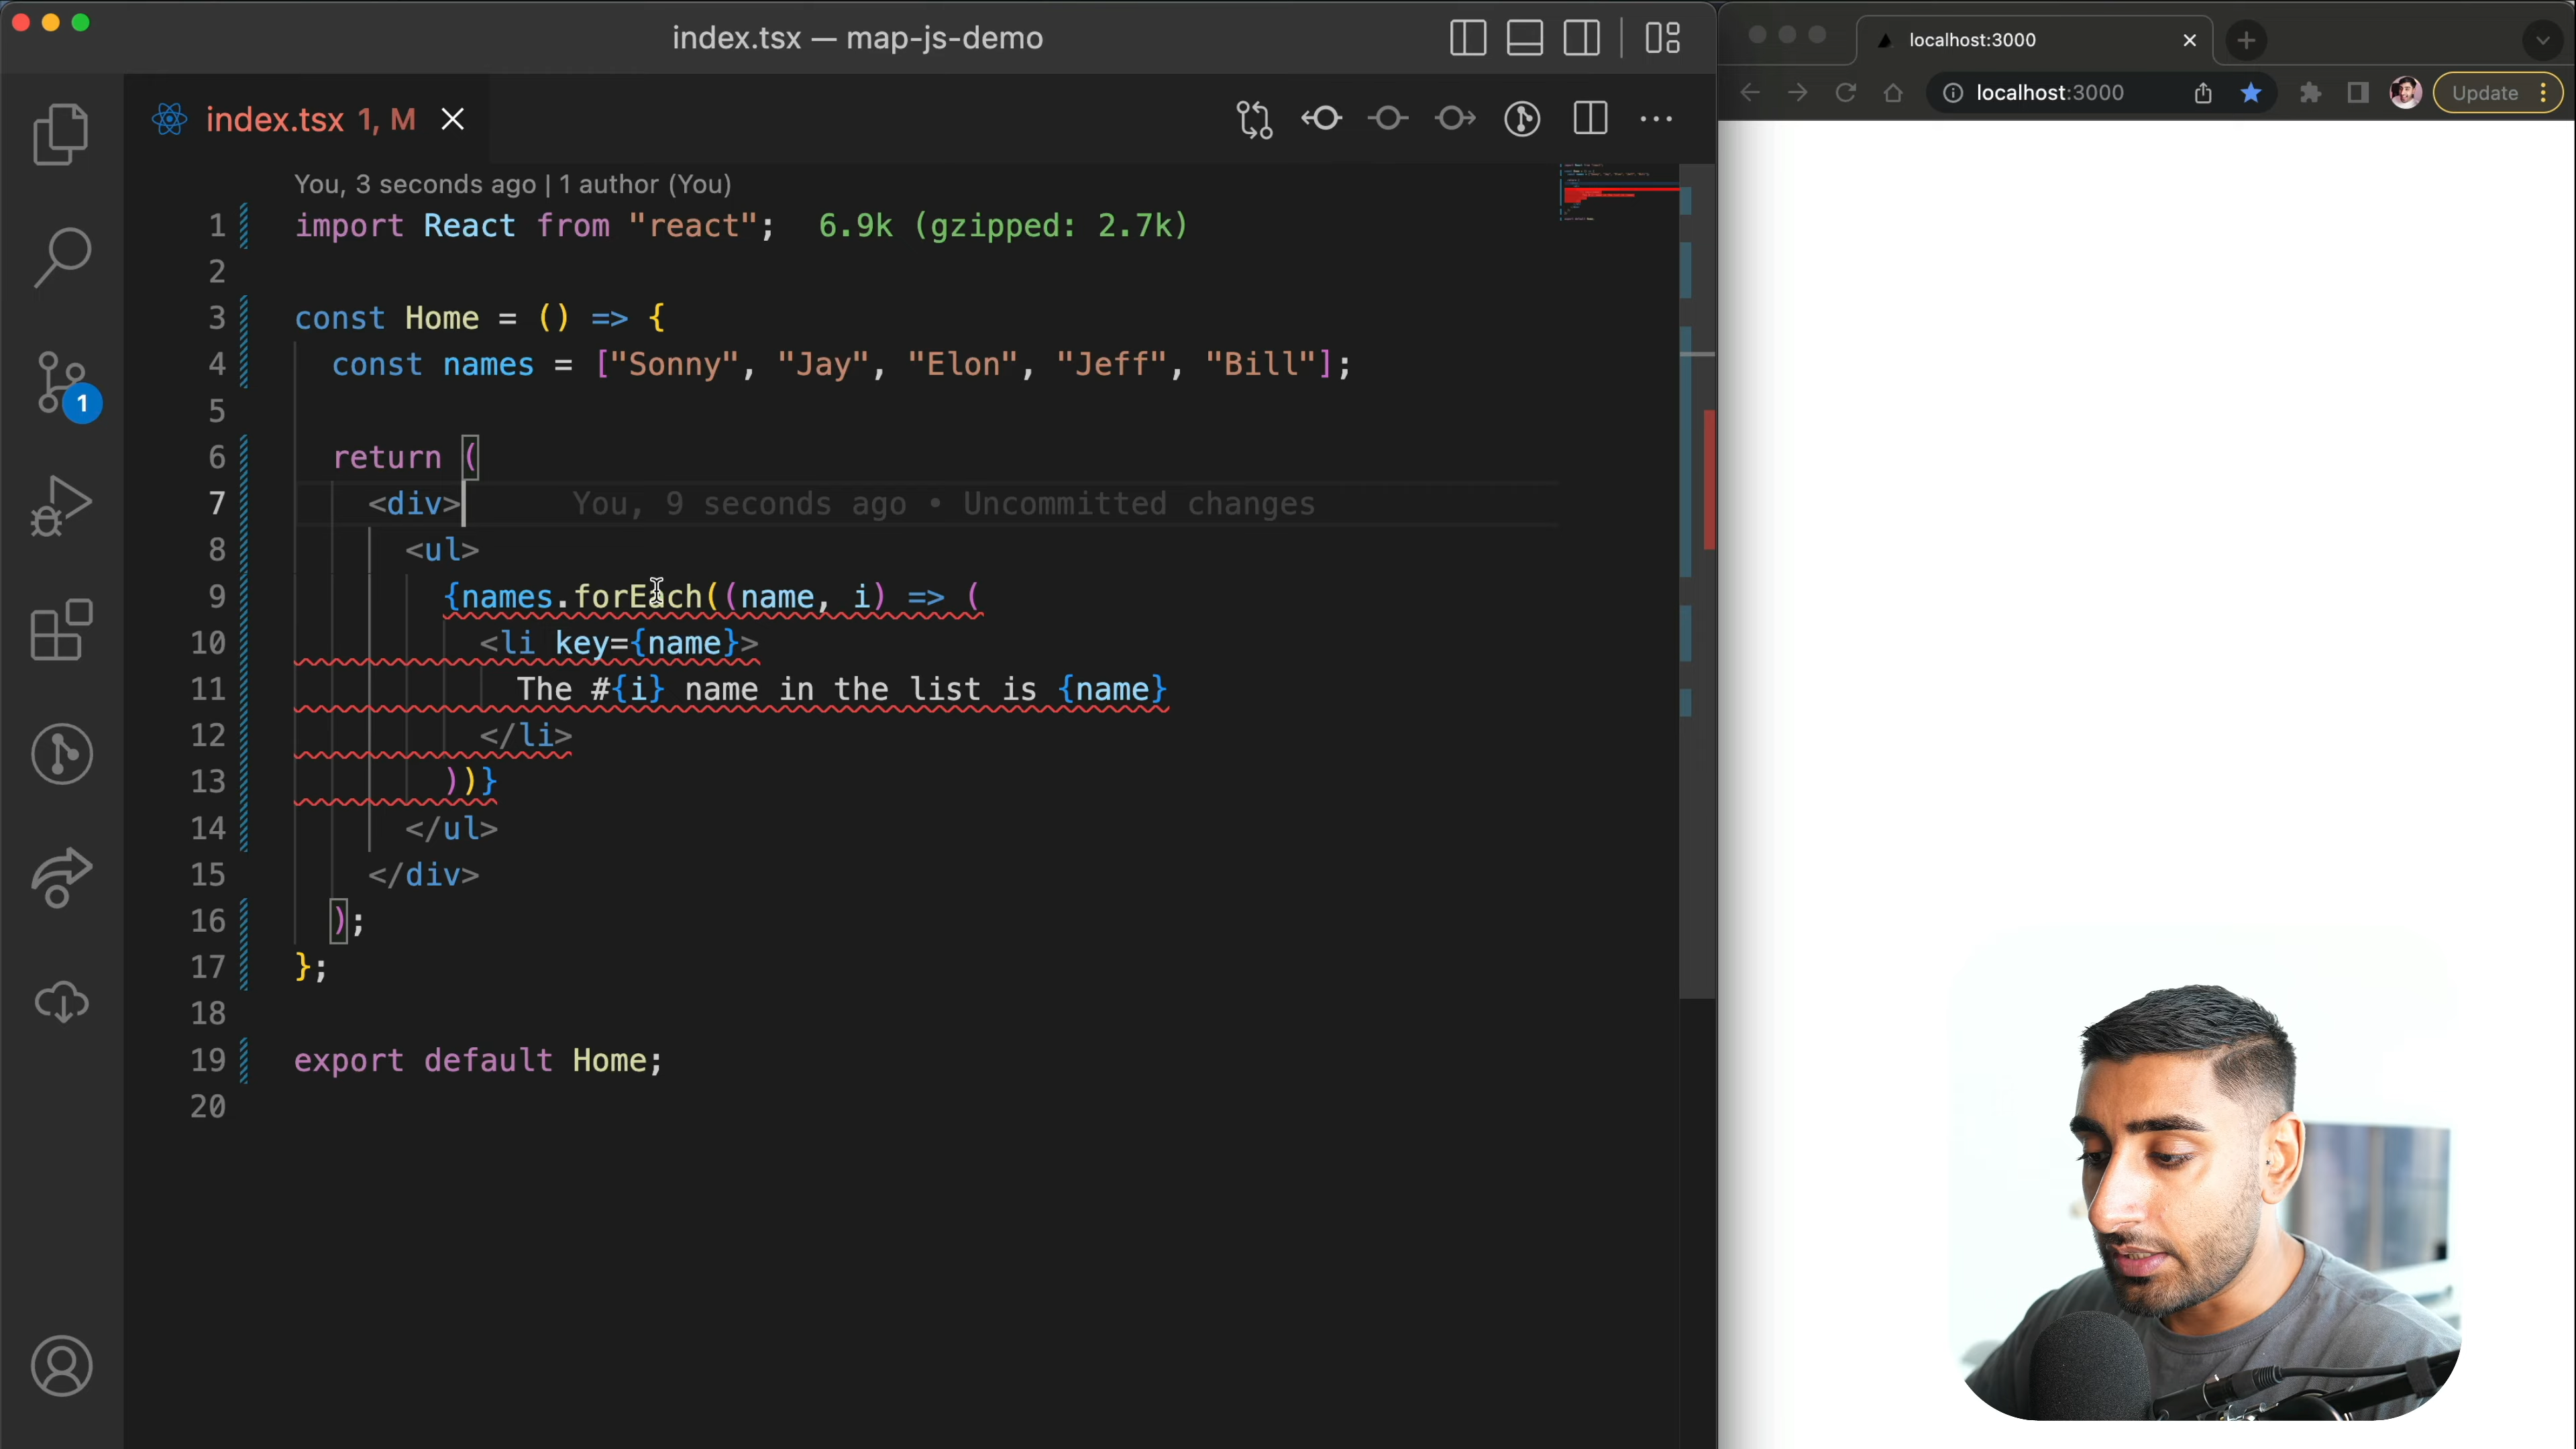 index.tsx — map-js-demo
localhost:3000
localhost:3000
Update
index.tsx 1, M
You, 3 seconds ago | 1 author (You)
1 import React from "react"; 6.9k (gzipped: 2.7k)
2
3 const Home = () => {
4 const names = ["Sonny", "Jay", "Elon", "Jeff", "Bill"];
5
6 return (
7 <div> You, 9 seconds ago • Uncommitted changes
8 <ul>
9 {names.forEach((name, i) => (
10 <li key={name}>
11 The #{i} name in the list is {name}
12 </li>
13 ))}
14 </ul>
15 </div>
16 );
17 };
18
19 export default Home;
20
1